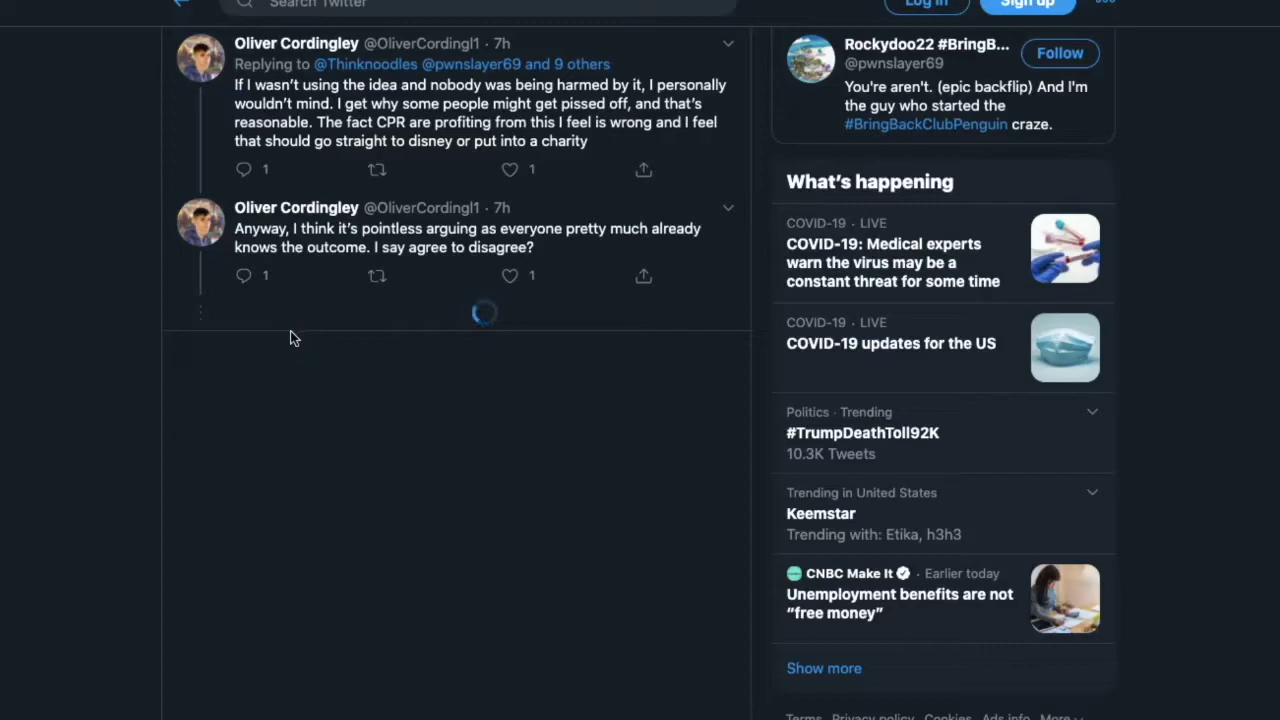 Search Twitter
Log in
Sign up
Oliver Cordingley @OliverCordingl1 · 7h
Replying to @Thinknoodles @pwnslayer69 and 9 others
If I wasn't using the idea and nobody was being harmed by it, I personally
wouldn't mind. I get why some people might get pissed off, and that's
reasonable. The fact CPR are profiting from this I feel is wrong and I feel
that should go straight to disney or put into a charity
1
1
Oliver Cordingley @OliverCordingl1 · 7h
Anyway, I think it's pointless arguing as everyone pretty much already
knows the outcome. I say agree to disagree?
1
1
Rockydoo22 #BringB...
@pwnslayer69
Follow
You're aren't. (epic backflip) And I'm
the guy who started the
#BringBackClubPenguin craze.
What's happening
COVID-19 · LIVE
COVID-19: Medical experts
warn the virus may be a
constant threat for some time
COVID-19 · LIVE
COVID-19 updates for the US
Politics · Trending
#TrumpDeathToll92K
10.3K Tweets
Trending in United States
Keemstar
Trending with: Etika, h3h3
CNBC Make It · Earlier today
Unemployment benefits are not
“free money”
Show more
Terms Privacy policy Cookies Ads info More